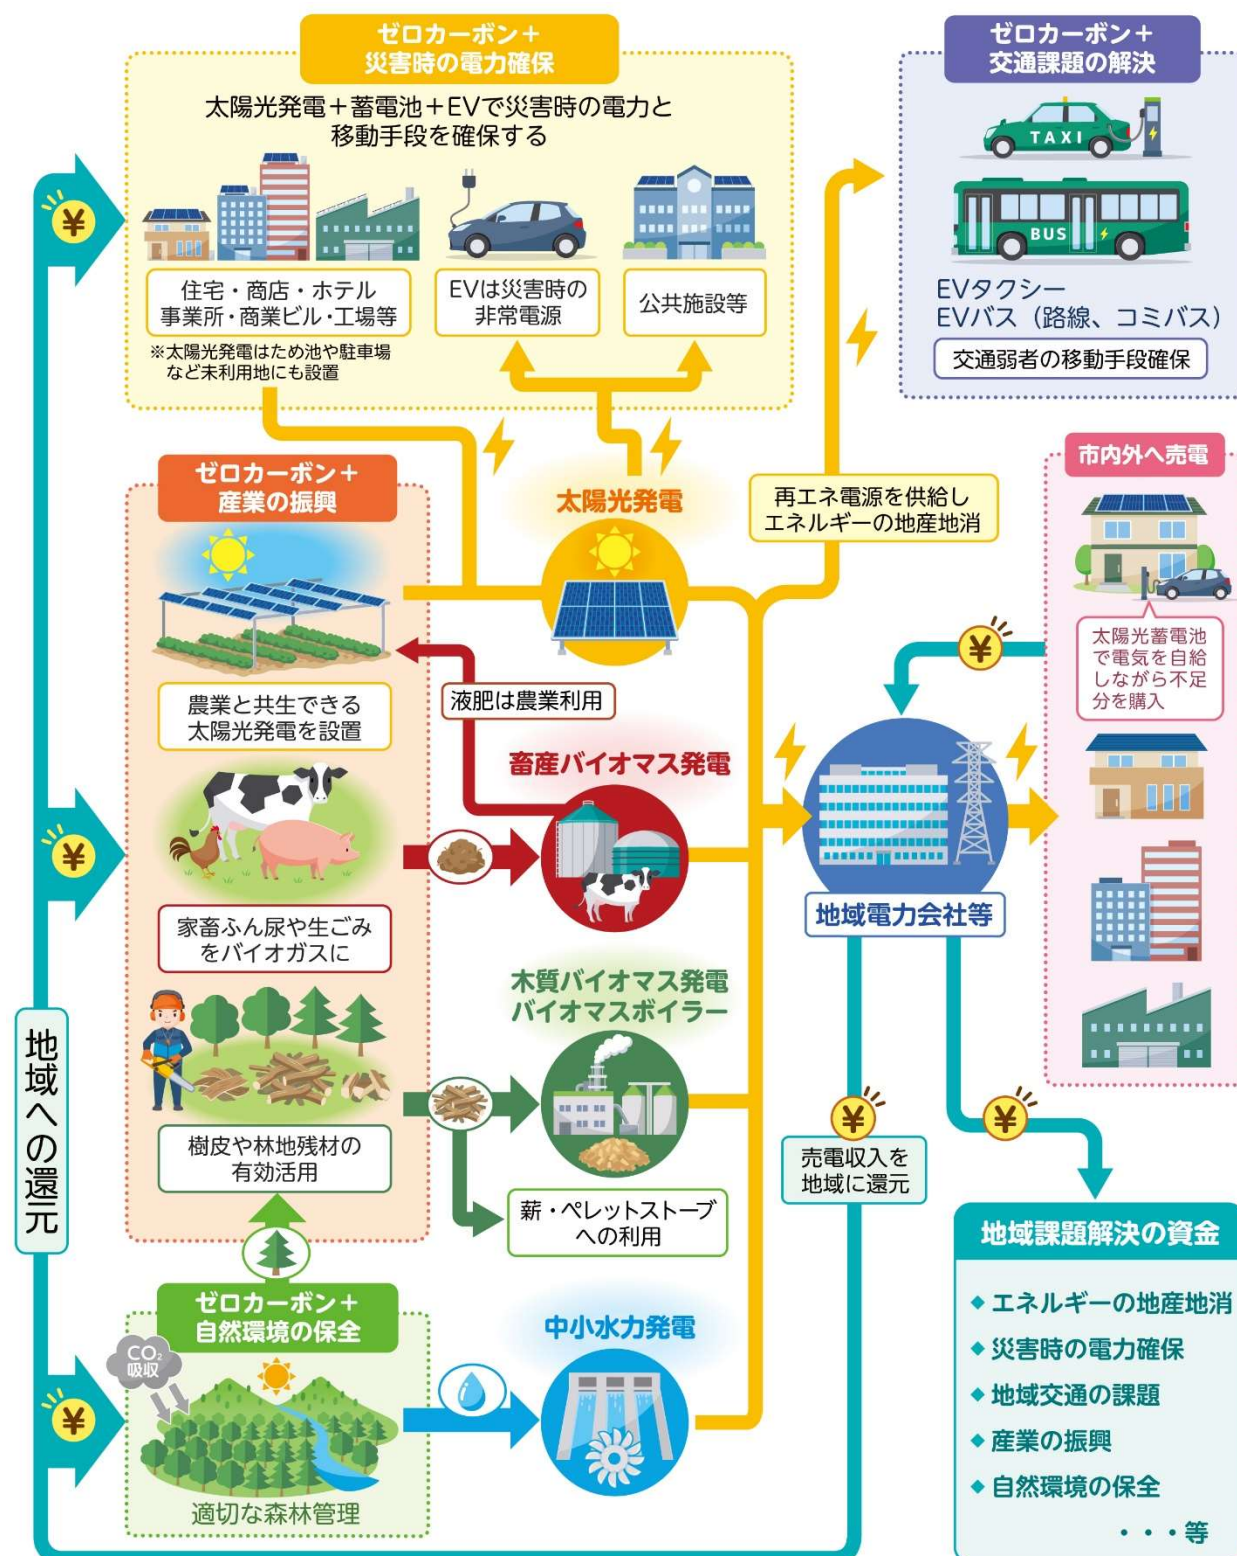 ゼロカーボン＋
災害時の電力確保
太陽光発電＋蓄電池＋EVで災害時の電力と
移動手段を確保する
住宅・商店・ホテル
事業所・商業ビル・工場等
EVは災害時の
非常電源
公共施設等
※太陽光発電はため池や駐車場
など未利用地にも設置
ゼロカーボン＋
交通課題の解決
TAXI
BUS
EVタクシー
EVバス（路線、コミバス）
交通弱者の移動手段確保
¥
ゼロカーボン＋
産業の振興
農業と共生できる
太陽光発電を設置
家畜ふん尿や生ごみ
をバイオガスに
樹皮や林地残材の
有効活用
¥
太陽光発電
液肥は農業利用
畜産バイオマス発電
木質バイオマス発電
バイオマスボイラー
薪・ペレットストーブ
への利用
再エネ電源を供給し
エネルギーの地産地消
市内外へ売電
太陽光蓄電池
で電気を自給
しながら不足
分を購入
¥
地域電力会社等
¥
売電収入を
地域に還元
¥
地域への還元
ゼロカーボン＋
自然環境の保全
CO₂
吸収
適切な森林管理
¥
中小水力発電
地域課題解決の資金
◆エネルギーの地産地消
◆災害時の電力確保
◆地域交通の課題
◆産業の振興
◆自然環境の保全
・・・等